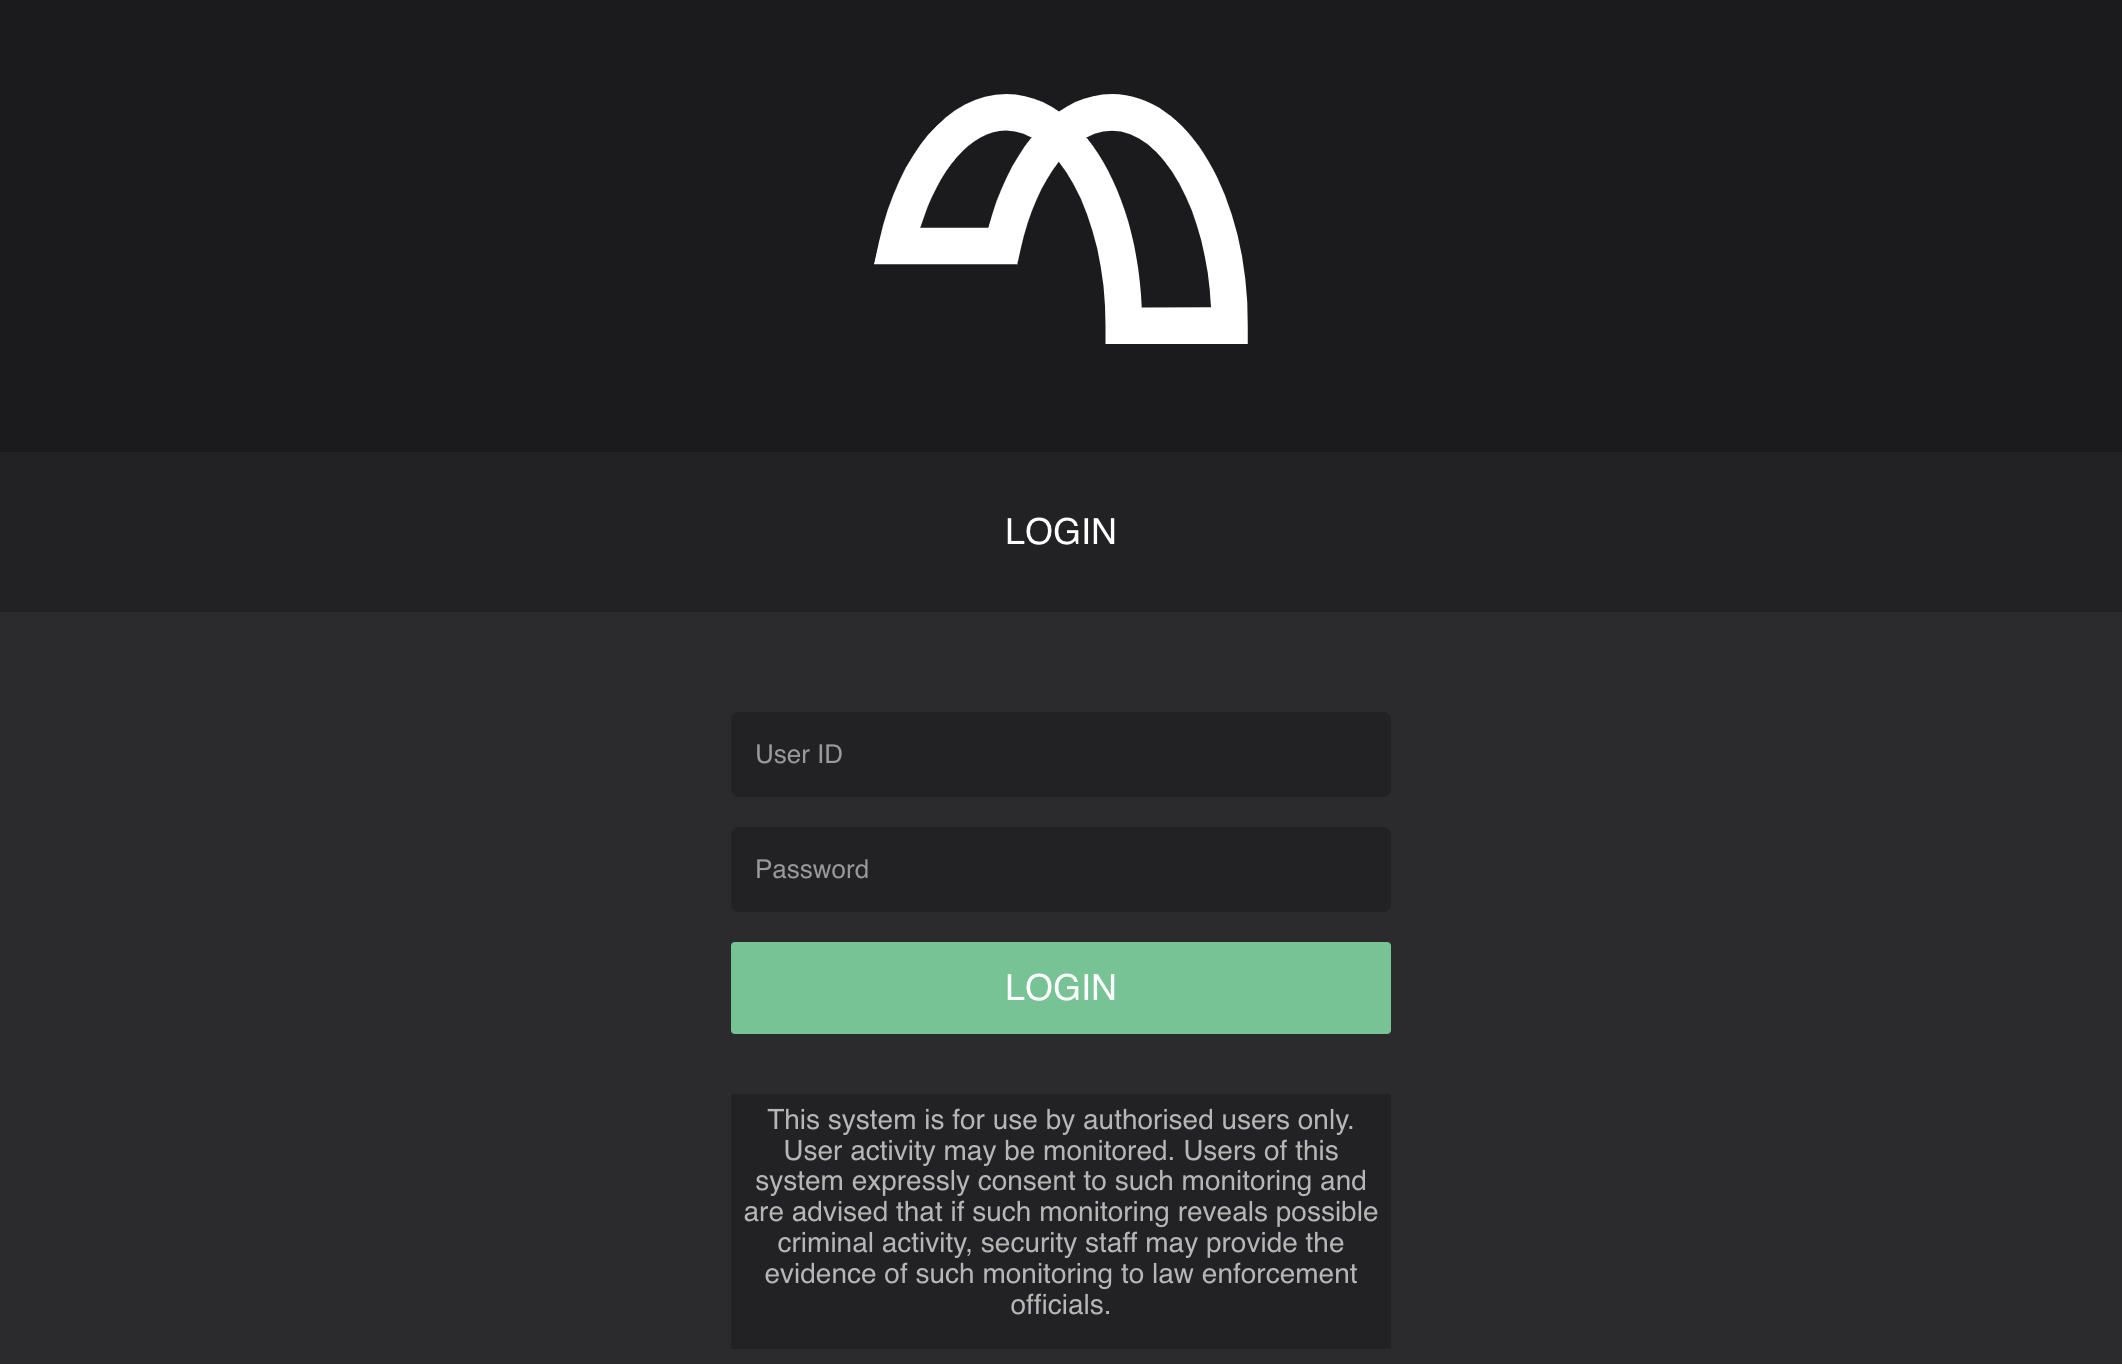 LOGIN
User ID
Password
LOGIN
This system is for use by authorised users only.
User activity may be monitored. Users of this
system expressly consent to such monitoring and
are advised that if such monitoring reveals possible
criminal activity, security staff may provide the
evidence of such monitoring to law enforcement
officials.